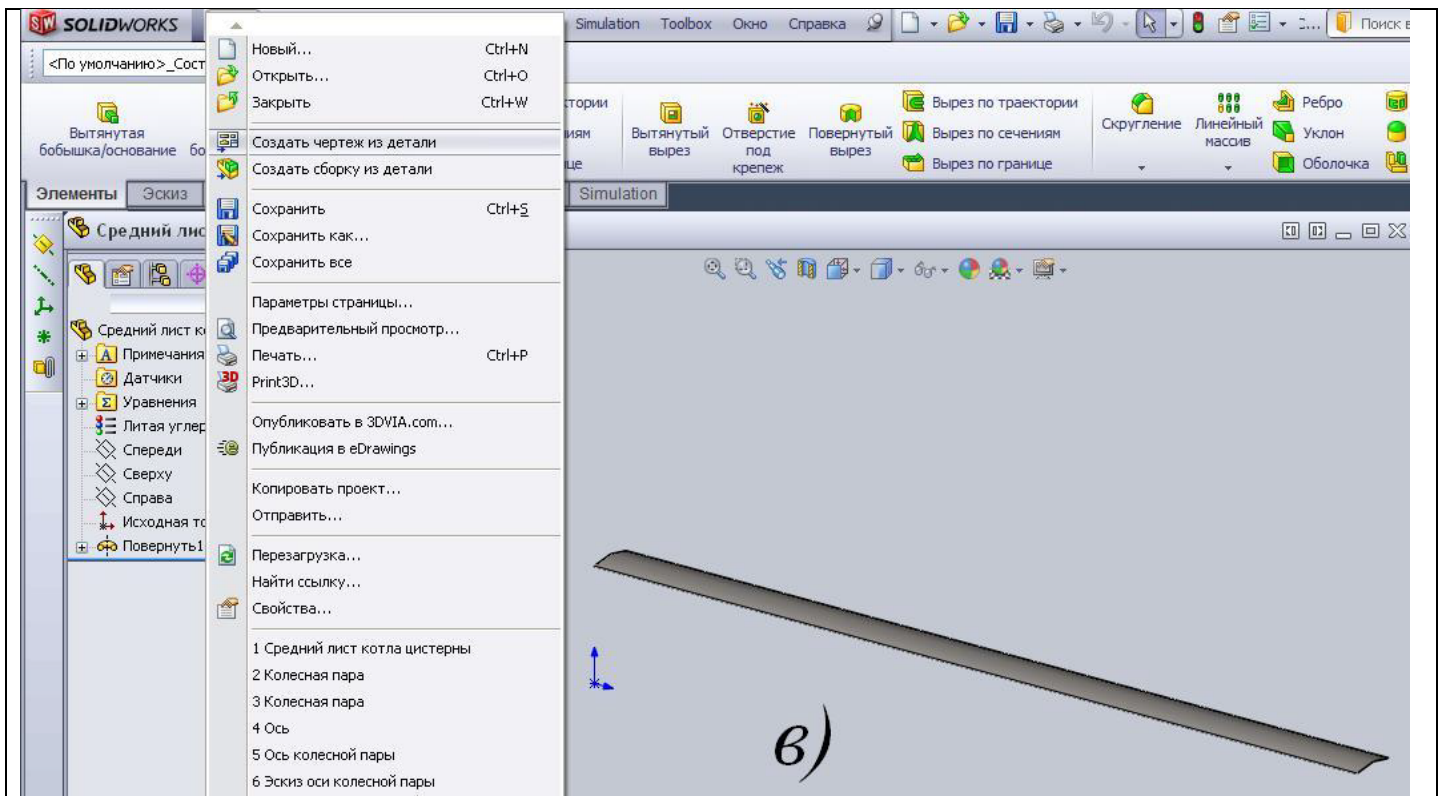 SOLIDWORKS
Simulation Toolbox Окно Справка
Поиск в
<По умолчанию>_Сост
Вытянутая
бобышка/основание
Вытянутый
вырез
Отверстие
под
крепеж
Повернутый
вырез
Вырез по траектории
Вырез по сечениям
Вырез по границе
Скругление
Линейный
массив
Ребро
Уклон
Оболочка
Элементы Эскиз Simulation
Новый... Ctrl+N
Открыть... Ctrl+O
Закрыть Ctrl+W
Создать чертеж из детали
Создать сборку из детали
Сохранить Ctrl+S
Сохранить как...
Сохранить все
Параметры страницы...
Предварительный просмотр...
Печать... Ctrl+P
Print3D...
Опубликовать в 3DVIA.com...
Публикация в eDrawings
Копировать проект...
Отправить...
Перезагрузка...
Найти ссылку...
Свойства...
1 Средний лист котла цистерны
2 Колесная пара
3 Колесная пара
4 Ось
5 Ось колесной пары
6 Эскиз оси колесной пары
Средний лис
Средний лист к
Примечания
Датчики
Уравнения
Литая углер
Спереди
Сверху
Справа
Исходная то
Повернуть1
в)